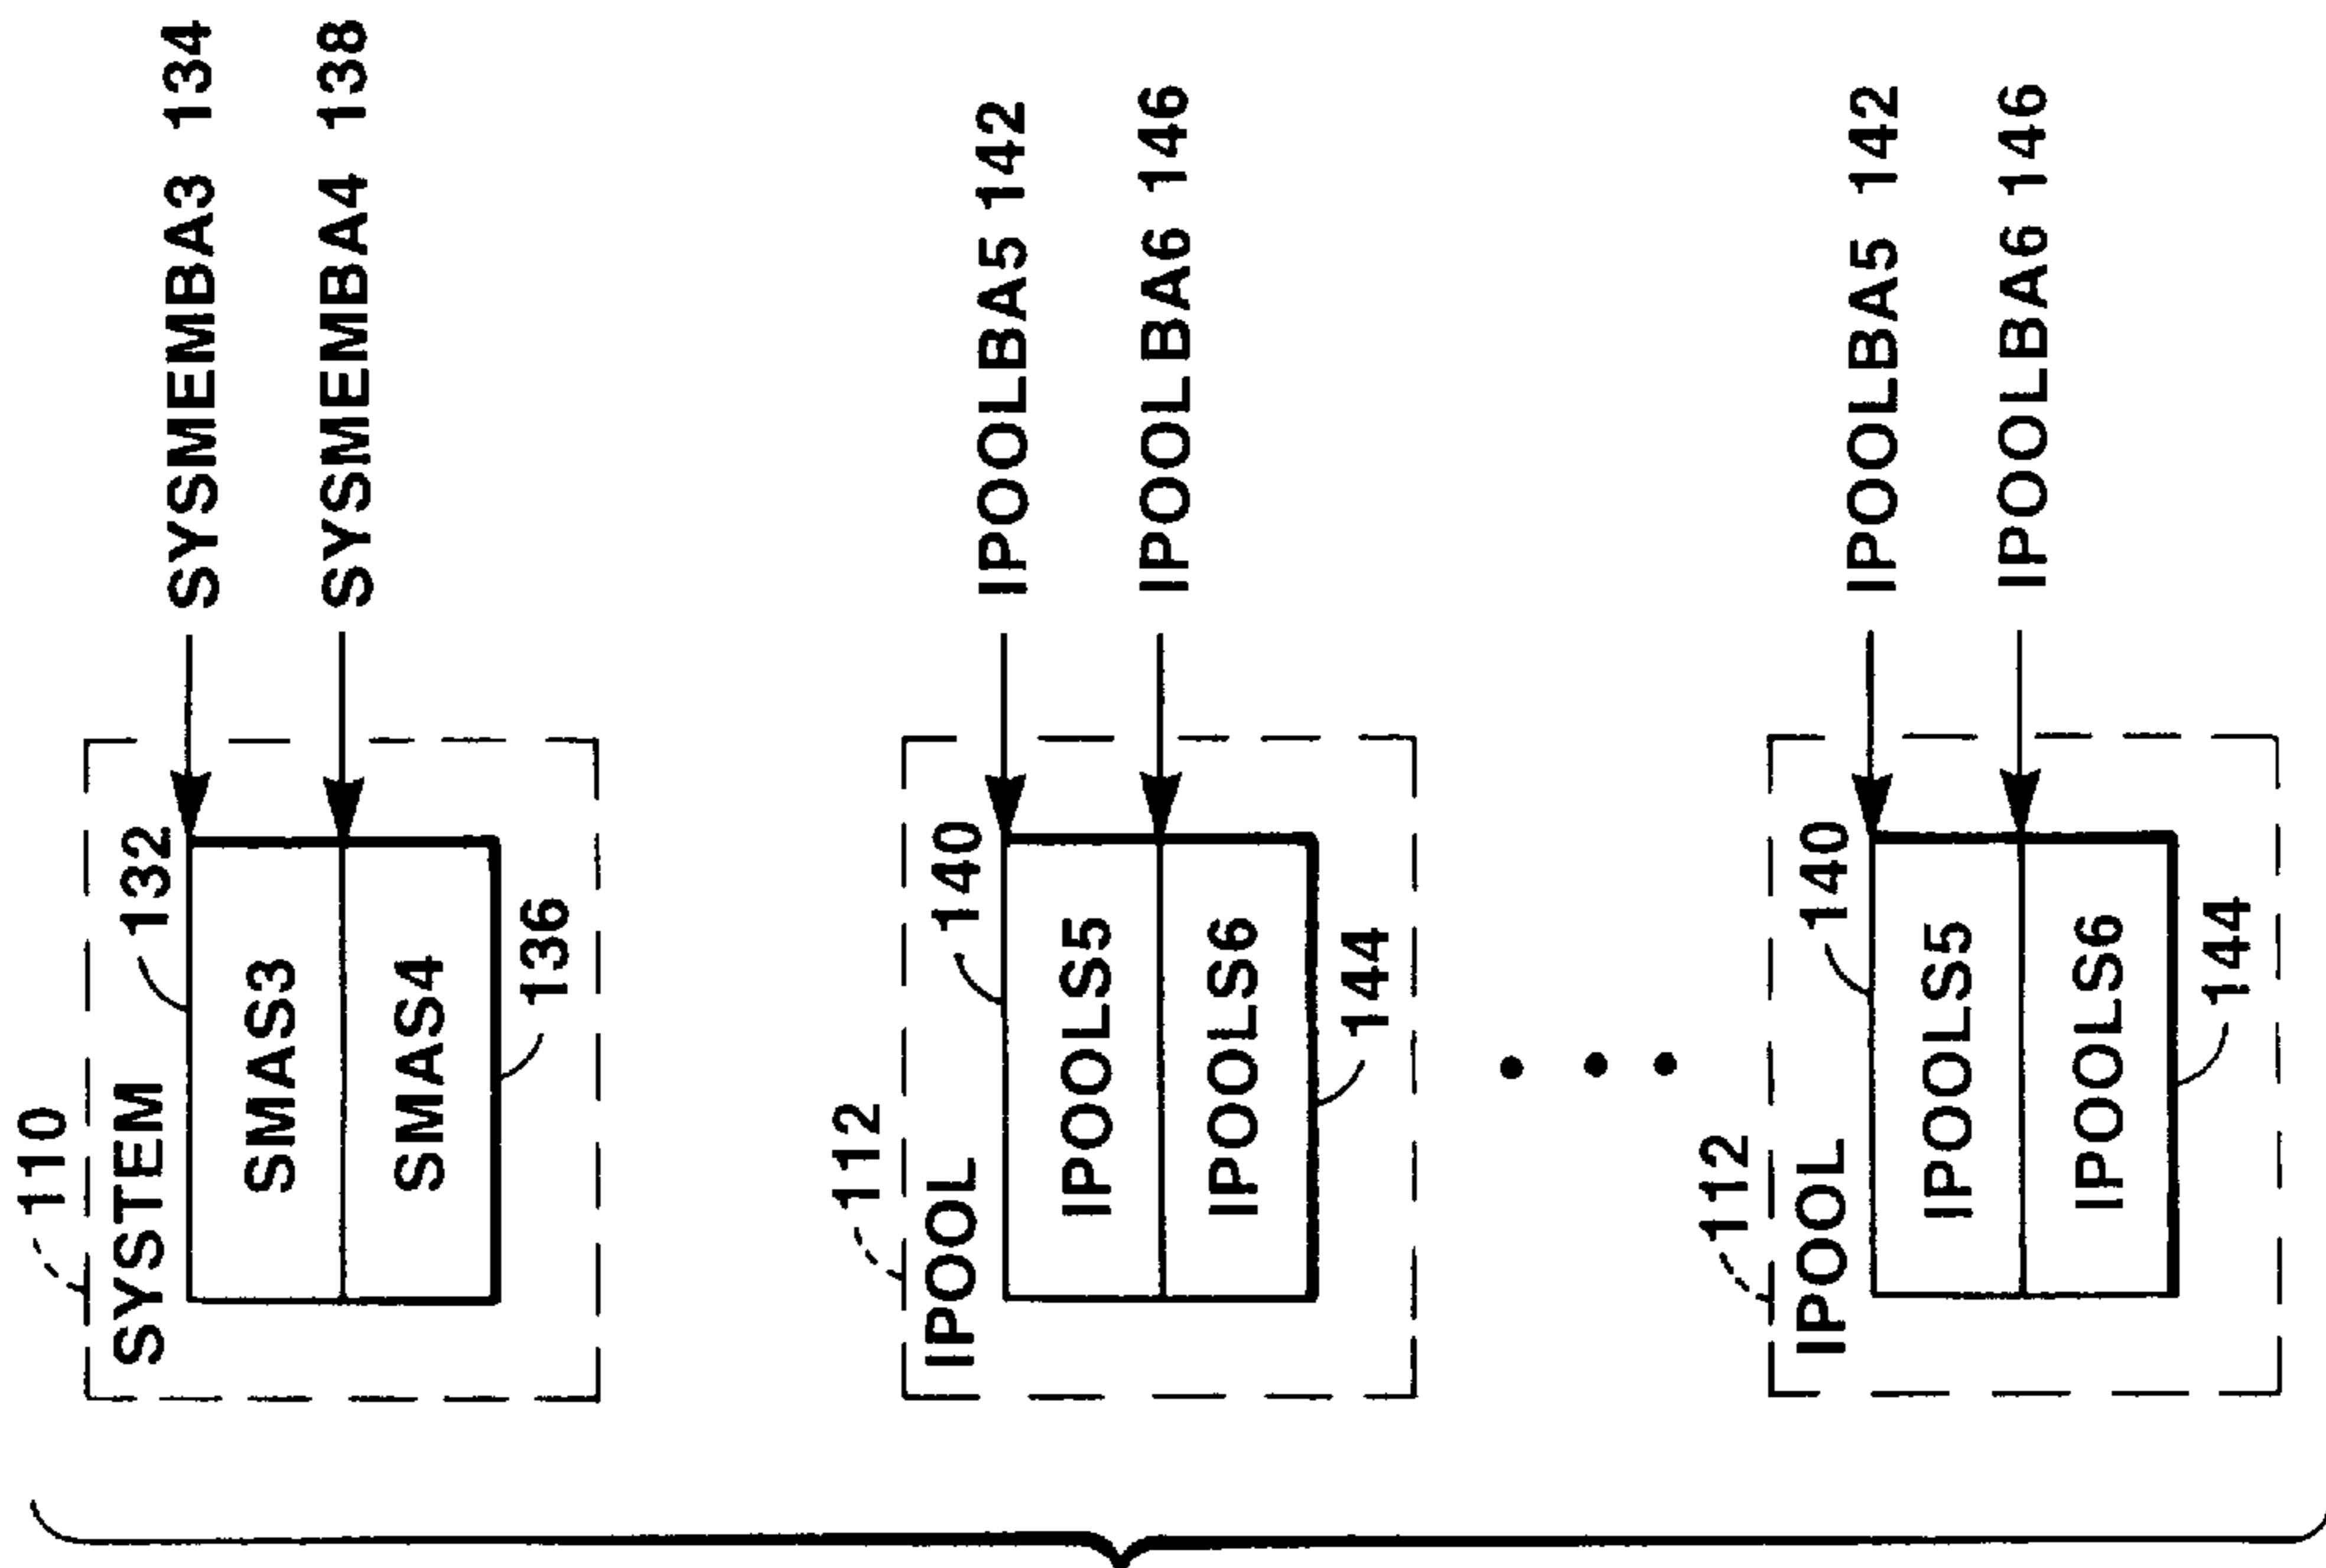 110
SYSTEM
132
SMAS3
SMAS4
136
SYSMEMBA3 134
SYSMEMBA4 138
112
IPOOL
140
IPOOLS5
IPOOLS6
144
IPOOLBA5 142
IPOOLBA6 146
112
IPOOL
140
IPOOLS5
IPOOLS6
144
IPOOLBA5 142
IPOOLBA6 146